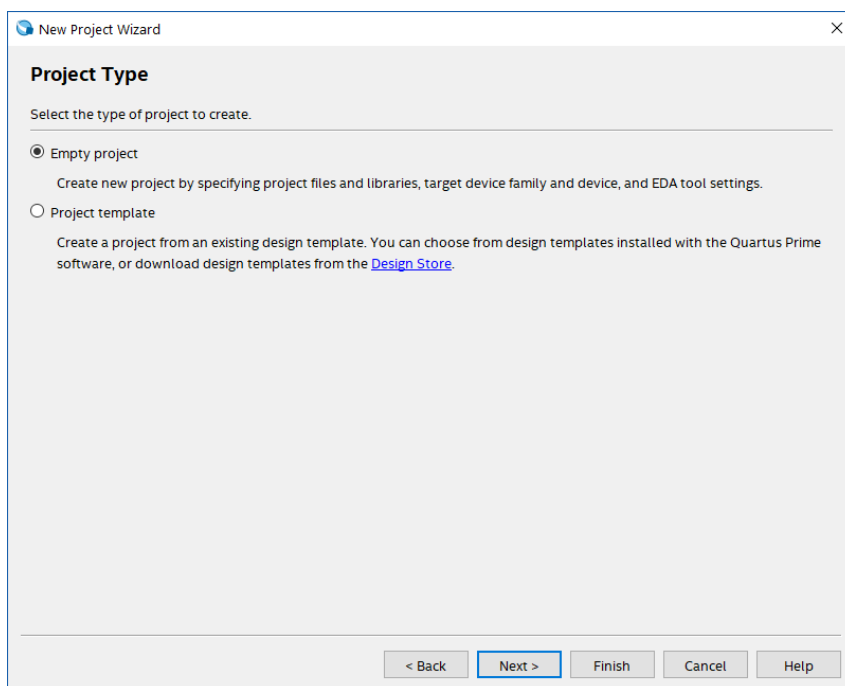 New Project Wizard
Project Type
Select the type of project to create.
Empty project
Create new project by specifying project files and libraries, target device family and device, and EDA tool settings.
Project template
Create a project from an existing design template. You can choose from design templates installed with the Quartus Prime
software, or download design templates from the Design Store.
< Back Next > Finish Cancel Help